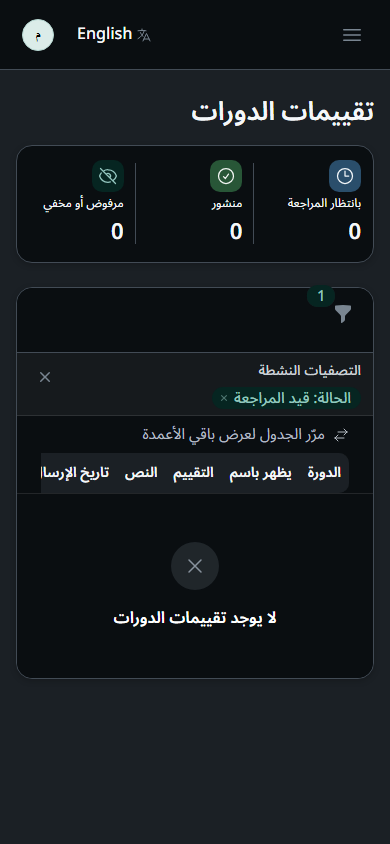 م
English
تقييمات الدورات
بانتظار المراجعة
0
منشور
0
مرفوض أو مخفي
0
1
التصفيات النشطة
الحالة: قيد المراجعة ×
مرّر الجدول لعرض باقي الأعمدة
الدورة يظهر باسم التقييم النص تاريخ الإرسا
لا يوجد تقييمات الدورات